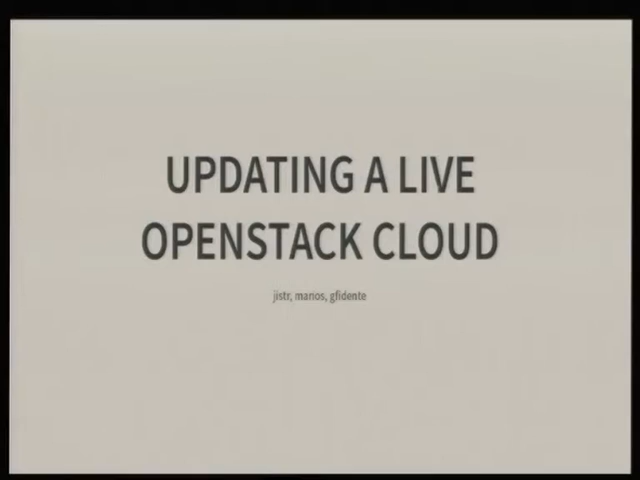 UPDATING A LIVE
OPENSTACK CLOUD
jistr, marios, gfidente